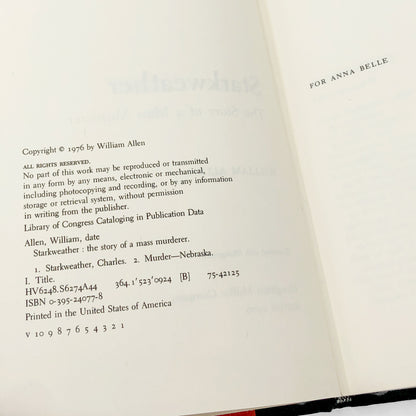 Copyright © 1976 by William Allen
ALL RIGHTS RESERVED.
No part of this work may be reproduced or transmitted
in any form by any means, electronic or mechanical,
including photocopying and recording, or by any information
storage or retrieval system, without permission
in writing from the publisher.
Library of Congress Cataloging in Publication Data
Allen, William, date
Starkweather : the story of a mass murderer.
1. Starkweather, Charles. 2. Murder—Nebraska.
I. Title.
HV6248.S6274A44 364.1'523'0924 [B] 75-42125
ISBN 0-395-24077-8
Printed in the United States of America
V 10 9 8 7 6 5 4 3 2 1
FOR ANNA BELLE